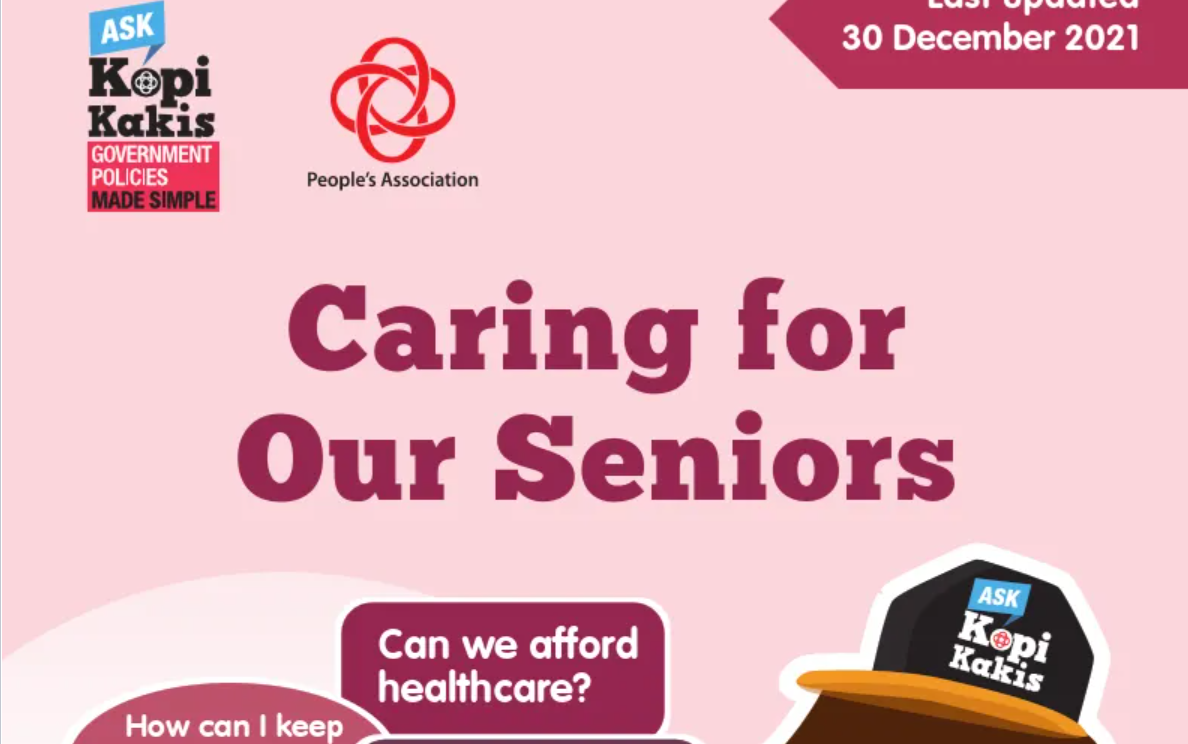 ASK
Kopi
Kakis
GOVERNMENT
POLICIES
MADE SIMPLE
People's Association
Last updated
30 December 2021
Caring for
Our Seniors
Can we afford
healthcare?
How can I keep
ASK
Kopi
Kakis